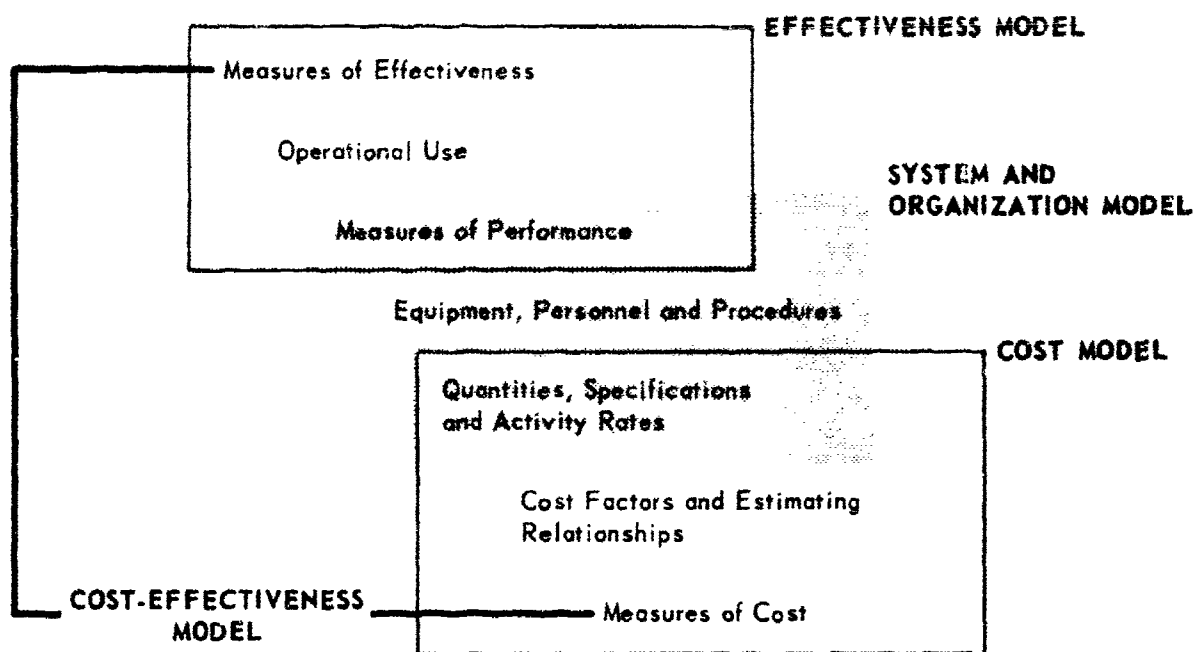 EFFECTIVENESS MODEL
Measures of Effectiveness
Operational Use
SYSTEM AND
ORGANIZATION MODEL
Measures of Performance
Equipment, Personnel and Procedures
COST MODEL
Quantities, Specifications
and Activity Rates
Cost Factors and Estimating
Relationships
COST-EFFECTIVENESS
MODEL
Measures of Cost